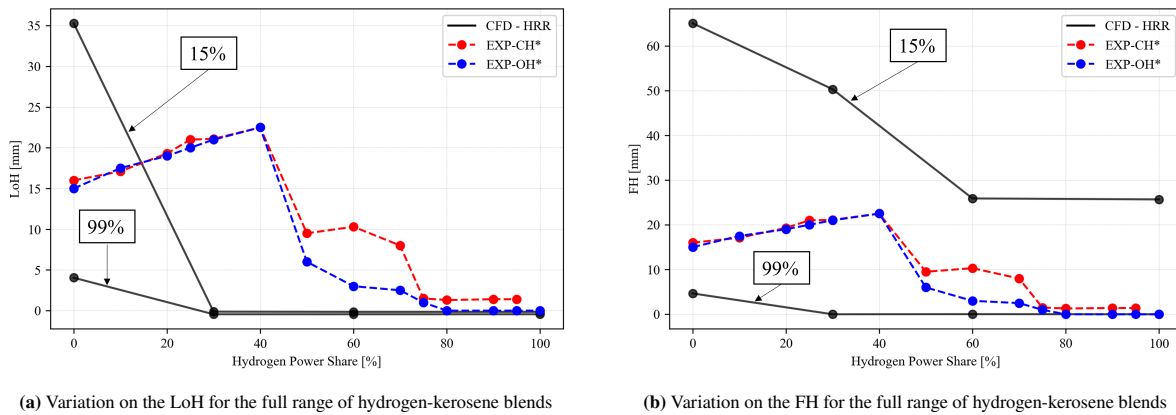 35
30
25
20
15
10
5
0
LoH [mm]
0 20 40 60 80 100
Hydrogen Power Share [%]
CFD - HRR
EXP-CH*
EXP-OH*
15%
99%
(a) Variation on the LoH for the full range of hydrogen-kerosene blends
60
50
40
30
20
10
0
FH [mm]
0 20 40 60 80 100
Hydrogen Power Share [%]
CFD - HRR
EXP-CH*
EXP-OH*
15%
99%
(b) Variation on the FH for the full range of hydrogen-kerosene blends